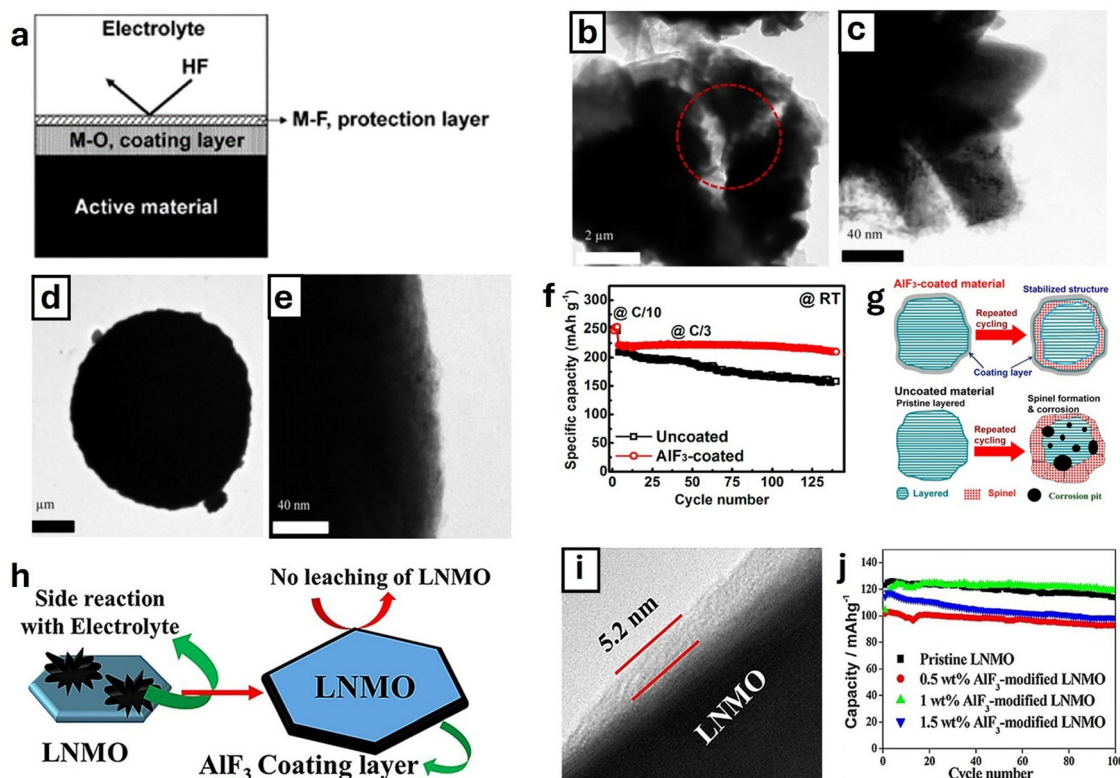 a
Electrolyte
HF
M-F, protection layer
M-O, coating layer
Active material
b
2 µm
c
40 nm
d
µm
e
40 nm
f
Specific capacity (mAh g⁻¹)
300
250
200
150
100
50
0
@ C/10
@ C/3
@ RT
Uncoated
AlF₃-coated
0 25 50 75 100 125
Cycle number
g
AlF₃-coated material
Stabilized structure
Repeated
cycling
Coating layer
Uncoated material
Pristine layered
Spinel formation
& corrosion
Repeated
cycling
Layered
Spinel
Corrosion pit
h
Side reaction
with Electrolyte
No leaching of LNMO
LNMO
LNMO
AlF₃ Coating layer
i
5.2 nm
LNMO
j
Capacity / mAhg⁻¹
140
120
100
80
60
40
20
0
Pristine LNMO
0.5 wt% AlF₃-modified LNMO
1 wt% AlF₃-modified LNMO
1.5 wt% AlF₃-modified LNMO
0 20 40 60 80 100
Cycle number